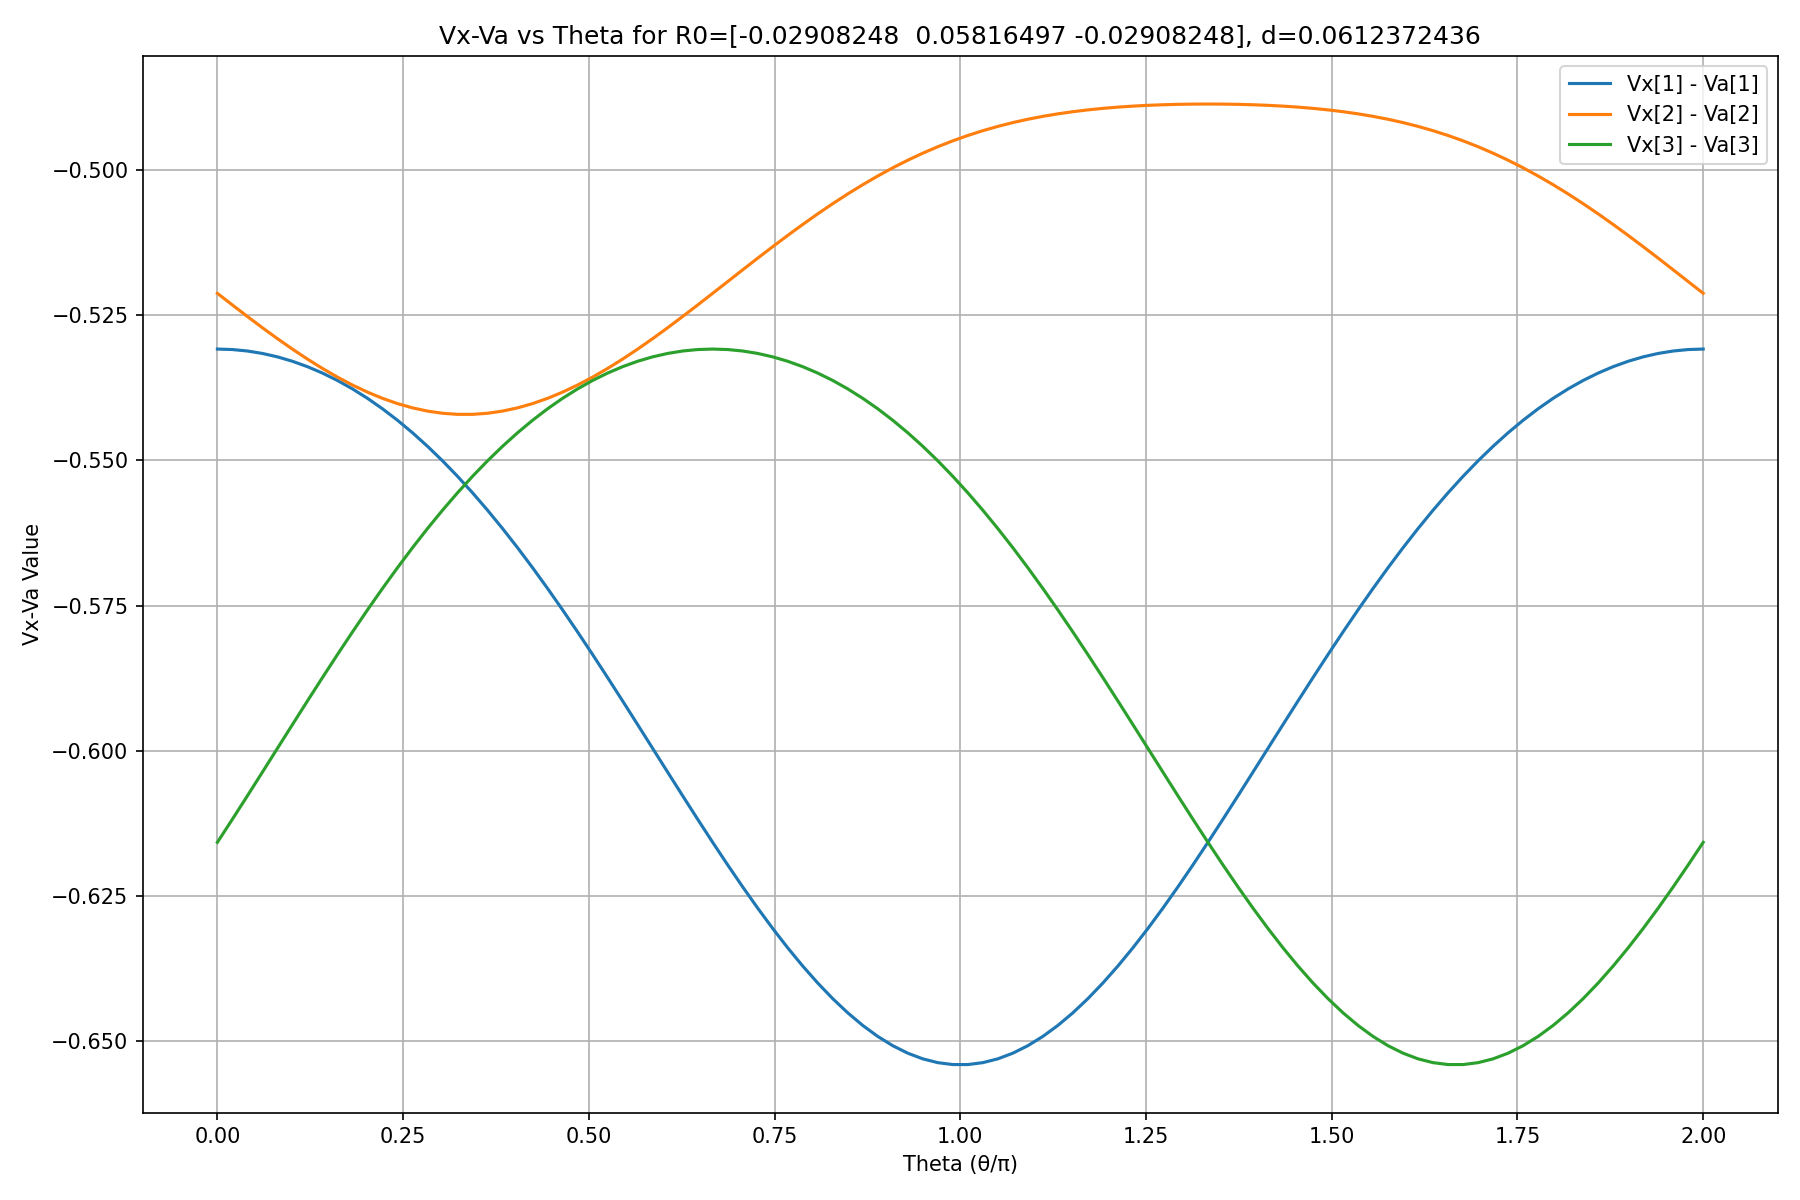 Vx-Va vs Theta for R0=[-0.02908248  0.05816497 -0.02908248], d=0.0612372436
Vx[1] - Va[1]
Vx[2] - Va[2]
Vx[3] - Va[3]
Vx-Va Value
−0.500
−0.525
−0.550
−0.575
−0.600
−0.625
−0.650
0.00 0.25 0.50 0.75 1.00 1.25 1.50 1.75 2.00
Theta (θ/π)